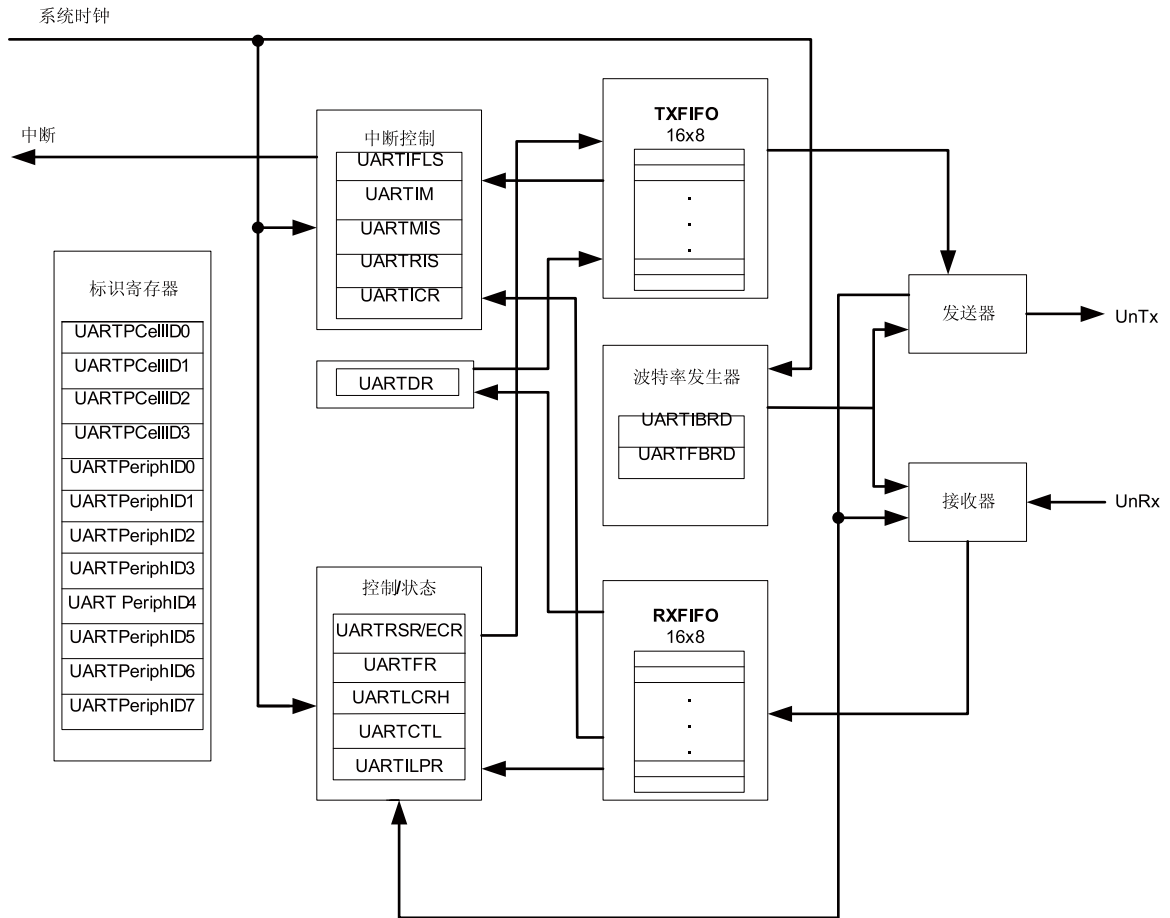 系统时钟
中断
中断控制
UARTIFLS
UARTIM
UARTMIS
UARTRIS
UARTICR
TXFIFO
16x8
标识寄存器
UARTPCellID0
UARTPCellID1
UARTPCellID2
UARTPCellID3
UARTPeriphID0
UARTPeriphID1
UARTPeriphID2
UARTPeriphID3
UART PeriphID4
UARTPeriphID5
UARTPeriphID6
UARTPeriphID7
UARTDR
波特率发生器
UARTIBRD
UARTFBRD
发送器
UnTx
接收器
UnRx
控制/状态
UARTRSR/ECR
UARTFR
UARTLCRH
UARTCTL
UARTILPR
RXFIFO
16x8